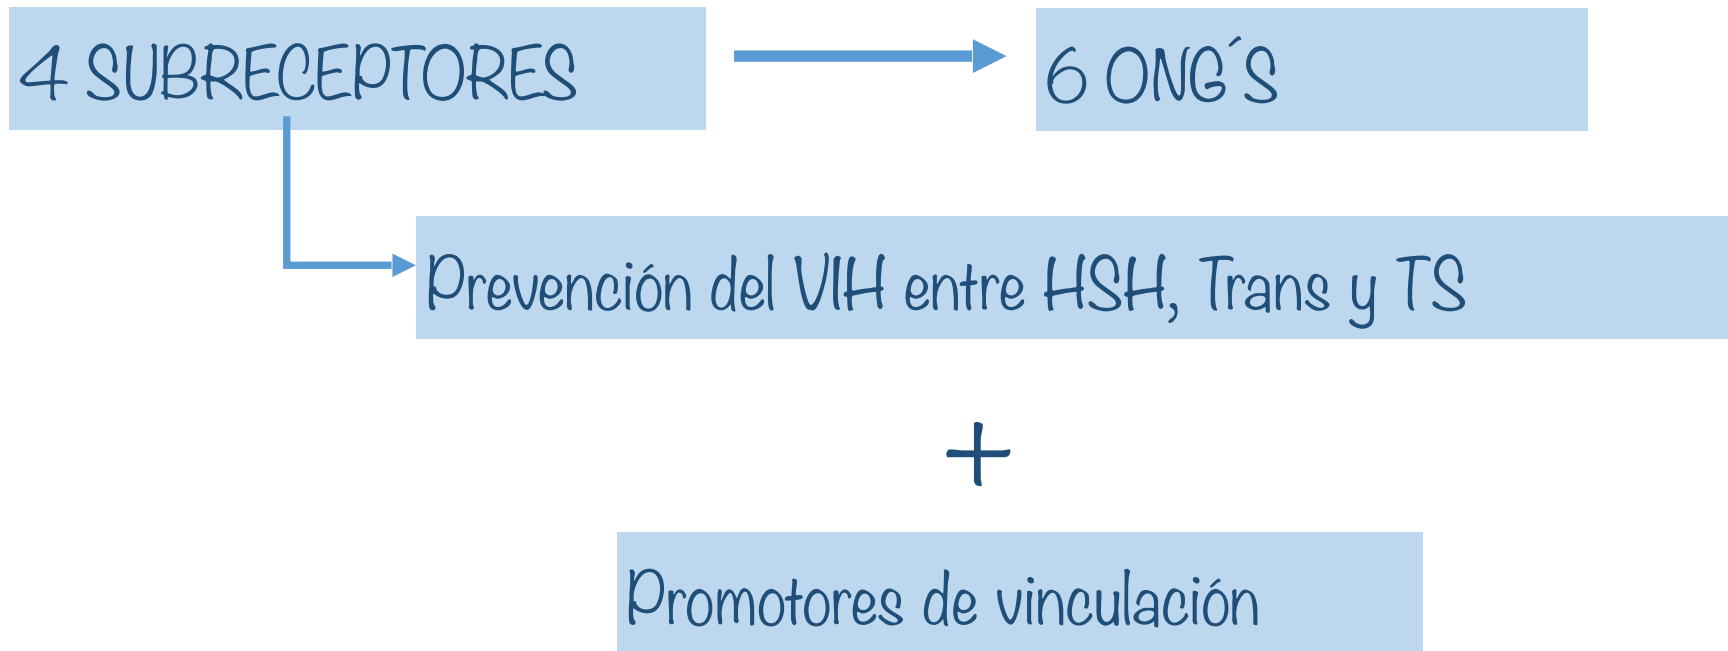 4 SUBRECEPTORES
6 ONG´S
Prevención del VIH entre HSH, Trans y TS
+
Promotores de vinculación